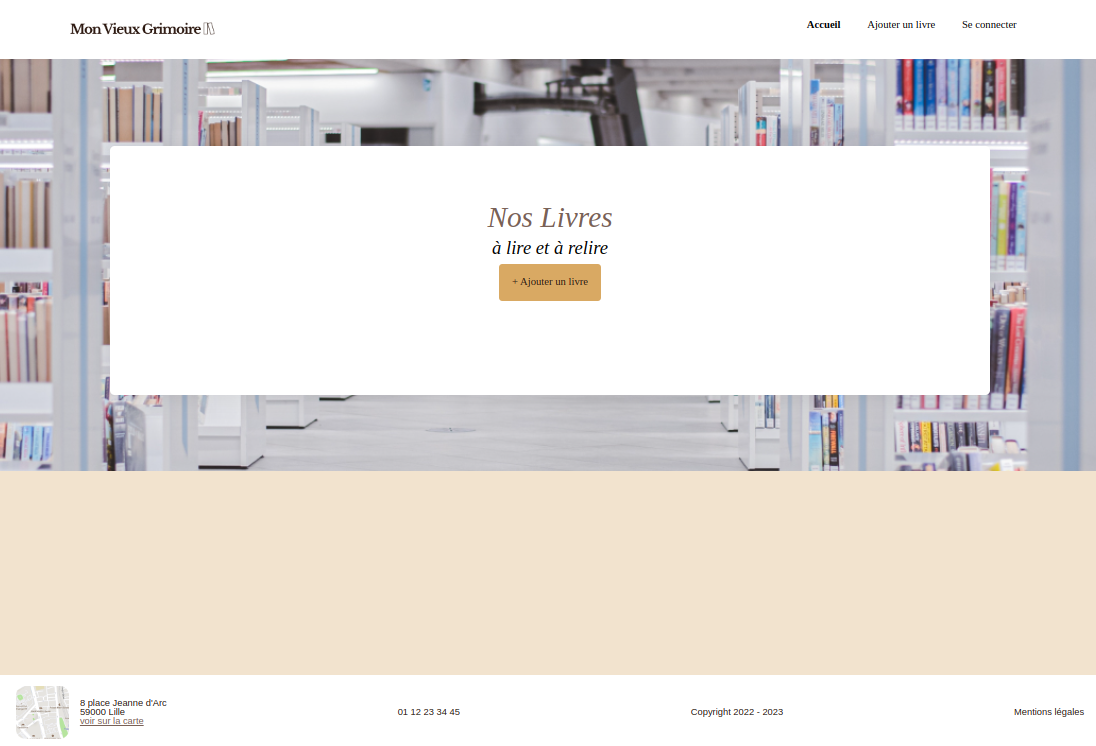 Mon Vieux Grimoire
Accueil
Ajouter un livre
Se connecter
Nos Livres
à lire et à relire
+ Ajouter un livre
8 place Jeanne d'Arc
59000 Lille
voir sur la carte
01 12 23 34 45
Copyright 2022 - 2023
Mentions légales